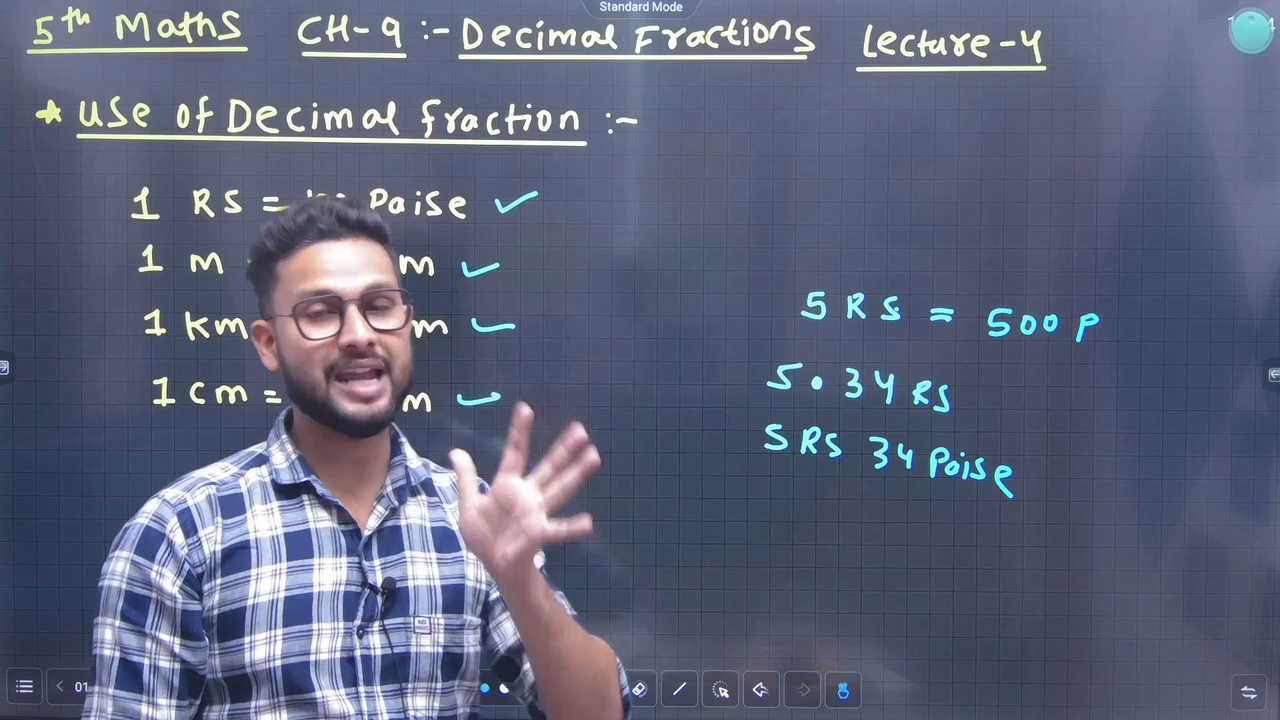 Standard Mode
5th Maths CH-9 :- Decimal Fractions Lecture-4
* Use of Decimal fraction :-
1 RS = Paise ✓
1 m m ✓
1 Km m ✓
1 cm = m ✓
5 RS = 500 P
5.34 RS
5 RS 34 Paise
01